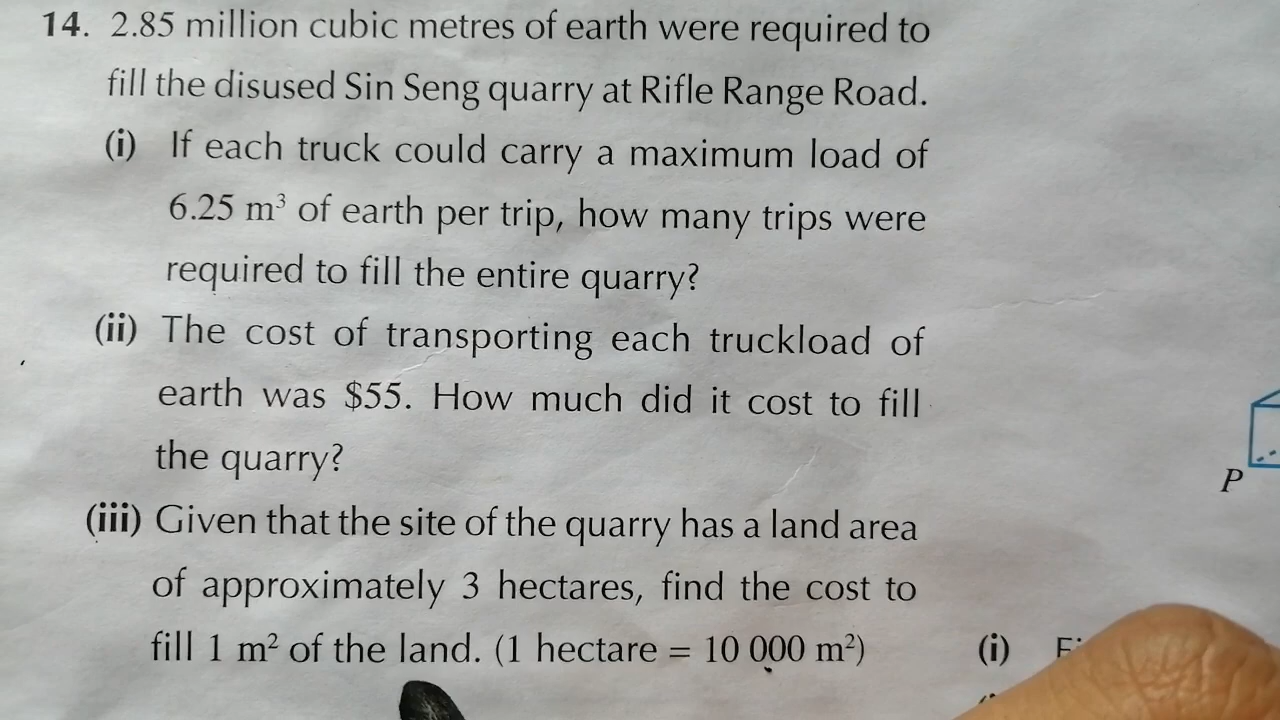 14. 2.85 million cubic metres of earth were required to
fill the disused Sin Seng quarry at Rifle Range Road.
(i) If each truck could carry a maximum load of
6.25 m³ of earth per trip, how many trips were
required to fill the entire quarry?
(ii) The cost of transporting each truckload of
earth was $55. How much did it cost to fill
the quarry?
(iii) Given that the site of the quarry has a land area
of approximately 3 hectares, find the cost to
fill 1 m² of the land. (1 hectare = 10 000 m²)
P
(i)